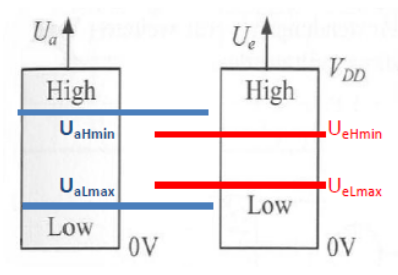 Ua
Ue
VDD
High
High
UaHmin
UeHmin
UaLmax
UeLmax
Low
Low
0V
0V